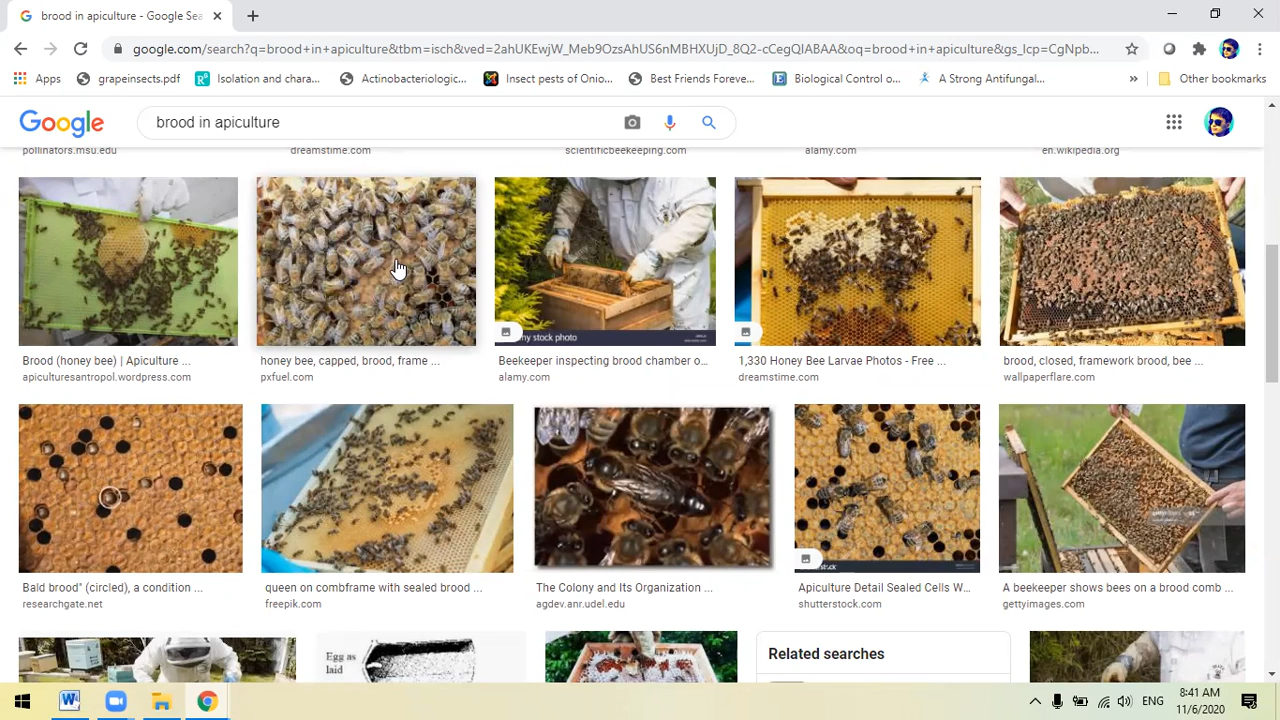 brood in apiculture - Google Sea
google.com/search?q=brood+in+apiculture&tbm=isch&ved=2ahUKEwjW_Meb9OzsAhUS6nMBHXUjD_8Q2-cCegQIABAA&oq=brood+in+apiculture&gs_lcp=CgNpb...
Apps grapeinsects.pdf Isolation and chara... Actinobacteriologic... Insect pests of Onio... Best Friends Foreve... Biological Control o... A Strong Antifungal... » Other bookmarks
Google brood in apiculture
pollinators.msu.edu dreamstime.com scientificbeekeeping.com alamy.com en.wikipedia.org
my stock photo
Brood (honey bee) | Apiculture ... honey bee, capped, brood, frame ... Beekeeper inspecting brood chamber o... 1,330 Honey Bee Larvae Photos - Free ... brood, closed, framework brood, bee ...
apiculturesantropol.wordpress.com pxfuel.com alamy.com dreamstime.com wallpaperflare.com
Bald brood" (circled), a condition ... queen on combframe with sealed brood ... The Colony and Its Organization ... Apiculture Detail Sealed Cells W... A beekeeper shows bees on a brood comb ...
researchgate.net freepik.com agdev.anr.udel.edu shutterstock.com gettyimages.com
Egg as
laid
Related searches
8:41 AM
ENG
11/6/2020